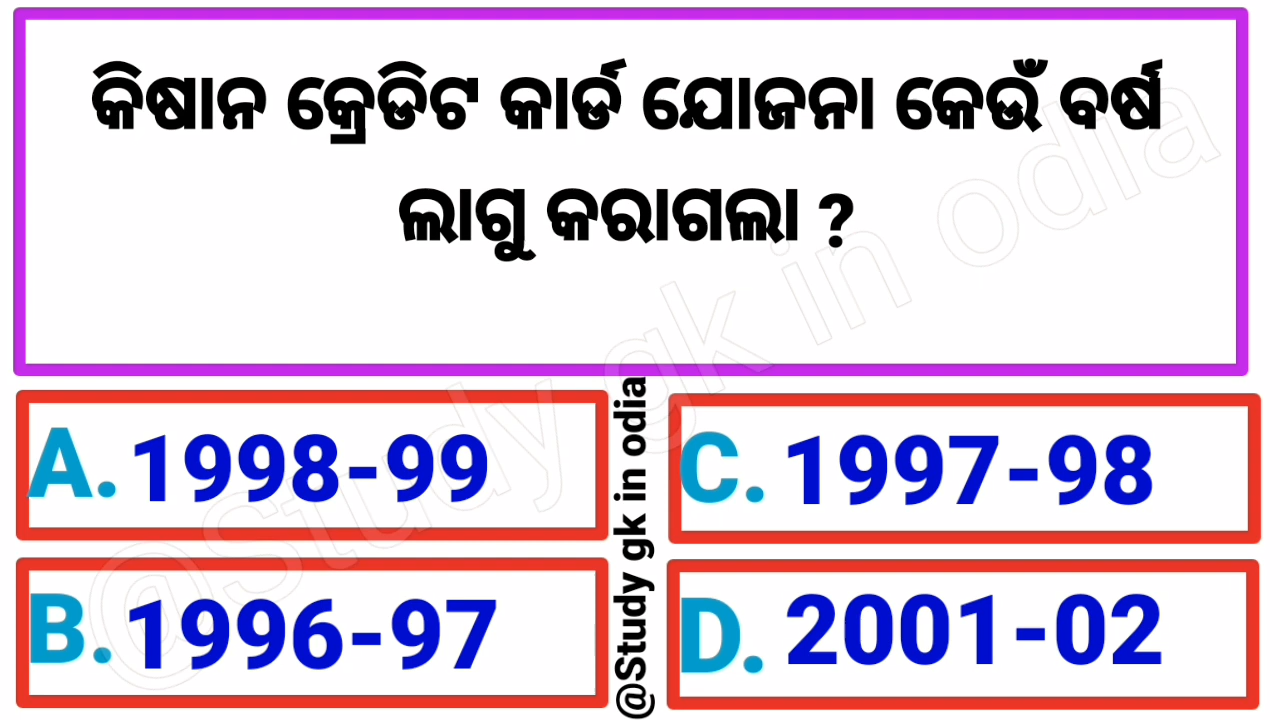 କିଷାନ କ୍ରେଡିଟ କାର୍ଡ ଯୋଜନା କେଉଁ ବର୍ଷ
ଲାଗୁ କରାଗଲା ?
A. 1998-99
B. 1996-97
C. 1997-98
D. 2001-02
@Study gk in odia
@Study gk in odia